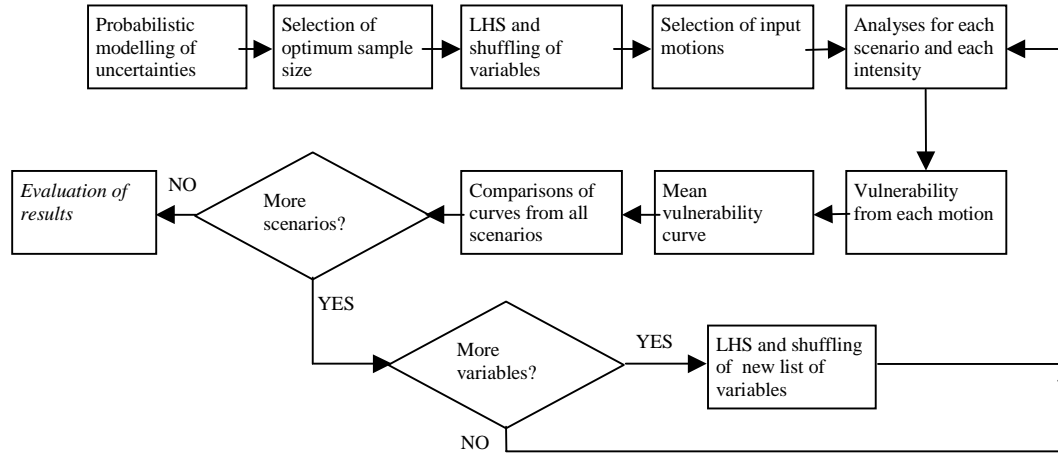 Probabilistic
modelling of
uncertainties
Selection of
optimum sample
size
LHS and
shuffling of
variables
Selection of input
motions
Analyses for each
scenario and each
intensity
Evaluation of
results
NO
More
scenarios?
Comparisons of
curves from all
scenarios
Mean
vulnerability
curve
Vulnerability
from each motion
YES
More
variables?
YES
LHS and shuffling
of new list of
variables
NO